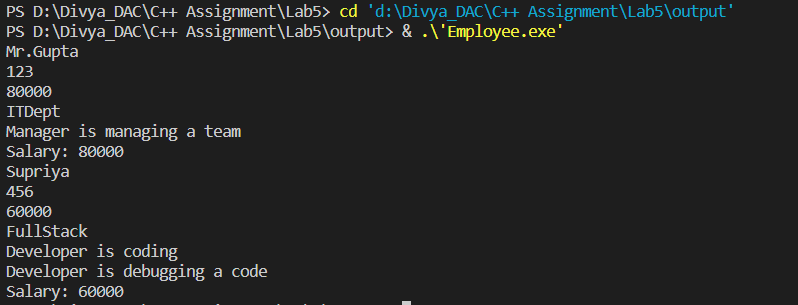 PS D:\Divya_DAC\C++ Assignment\Lab5> cd 'd:\Divya_DAC\C++ Assignment\Lab5\output'
PS D:\Divya_DAC\C++ Assignment\Lab5\output> & .\'Employee.exe'
Mr.Gupta
123
80000
ITDept
Manager is managing a team
Salary: 80000
Supriya
456
60000
FullStack
Developer is coding
Developer is debugging a code
Salary: 60000